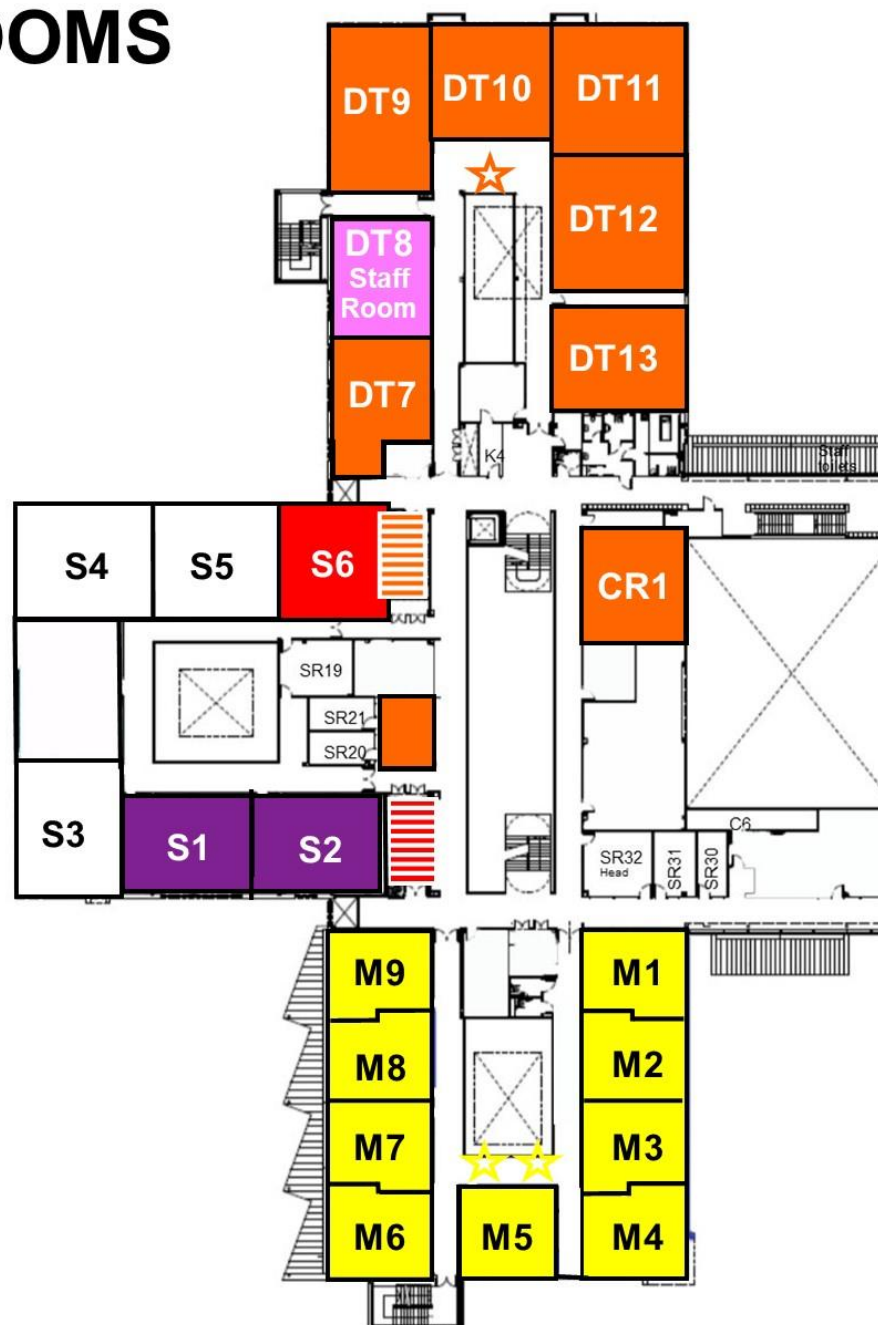 OOMS
DT9
DT10
DT11
DT12
DT8
Staff
Room
DT13
DT7
K4
Staff
toilets
S4
S5
S6
CR1
SR19
SR21
SR20
S3
S1
S2
C6
SR32
Head
SR31
SR30
M9
M1
M8
M2
M7
M3
M6
M5
M4